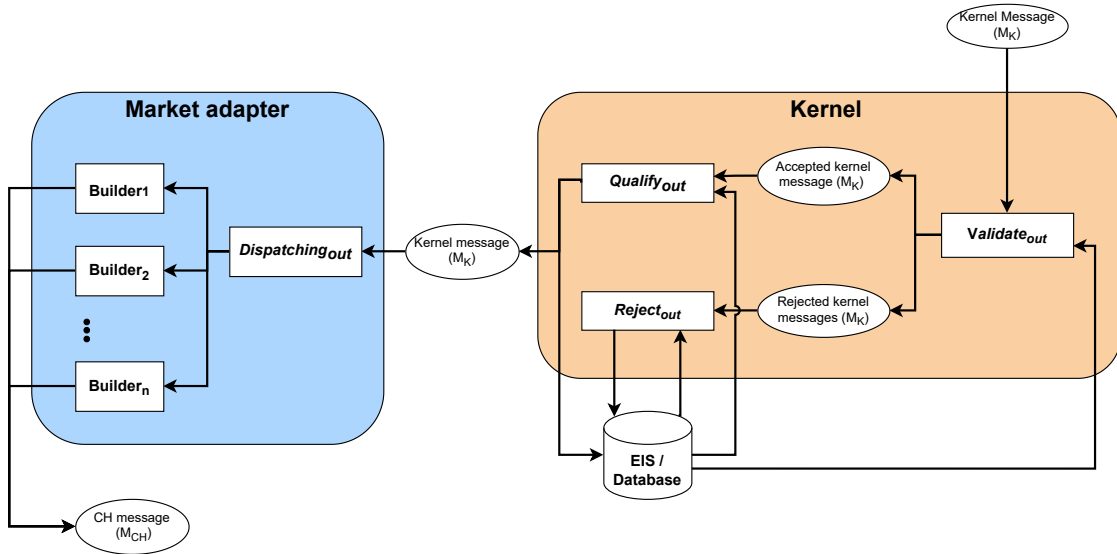 Kernel Message
(MK)
Market adapter
Kernel
Builder1
Qualifyout
Accepted kernel
message (MK)
Dispatchingout
Kernel message
(MK)
Validateout
Builder2
Rejectout
Rejected kernel
messages (MK)
Buildern
EIS /
Database
CH message
(MCH)